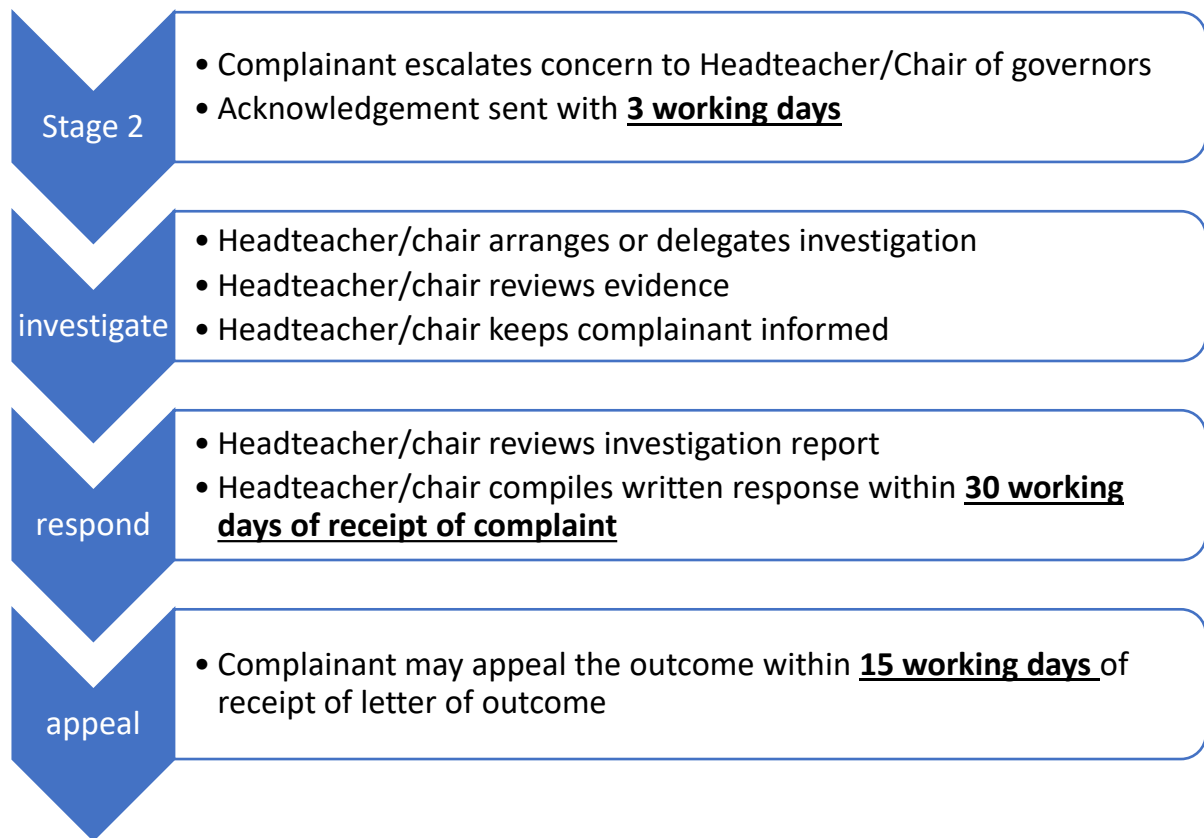 Stage 2
• Complainant escalates concern to Headteacher/Chair of governors
• Acknowledgement sent with 3 working days
investigate
• Headteacher/chair arranges or delegates investigation
• Headteacher/chair reviews evidence
• Headteacher/chair keeps complainant informed
respond
• Headteacher/chair reviews investigation report
• Headteacher/chair compiles written response within 30 working
days of receipt of complaint
appeal
• Complainant may appeal the outcome within 15 working days of
receipt of letter of outcome